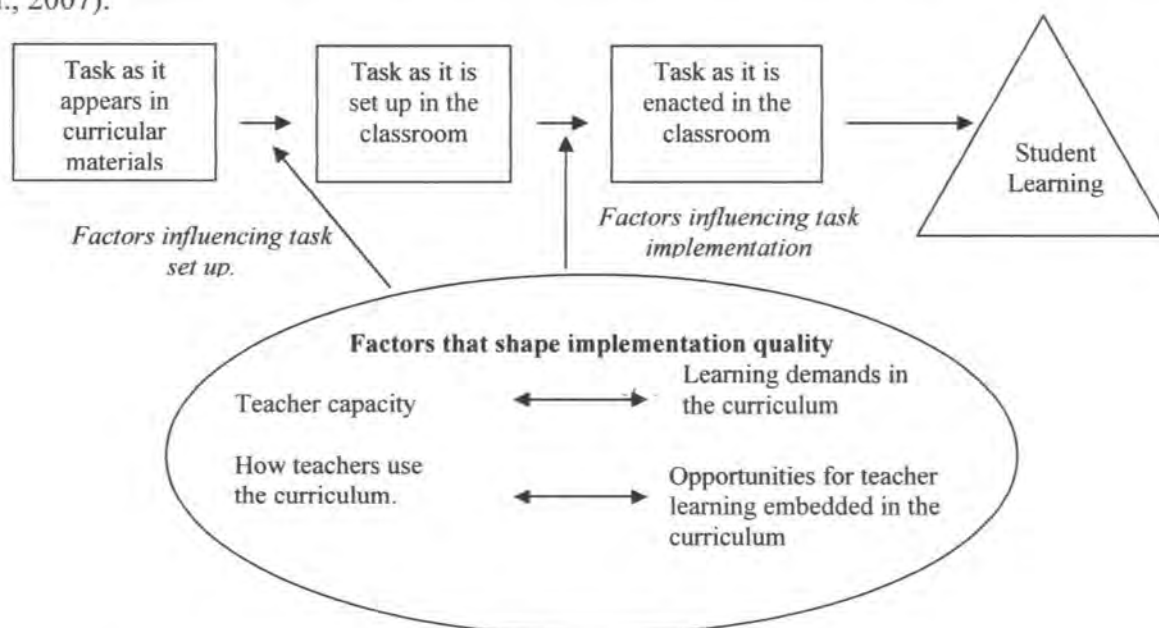 ., 2007).
Task as it
appears in
curricular
materials
Task as it is
set up in the
classroom
Task as it is
enacted in the
classroom
Student
Learning
Factors influencing task
set up.
Factors influencing task
implementation
Factors that shape implementation quality
Teacher capacity
Learning demands in
the curriculum
How teachers use
the curriculum.
Opportunities for teacher
learning embedded in the
curriculum